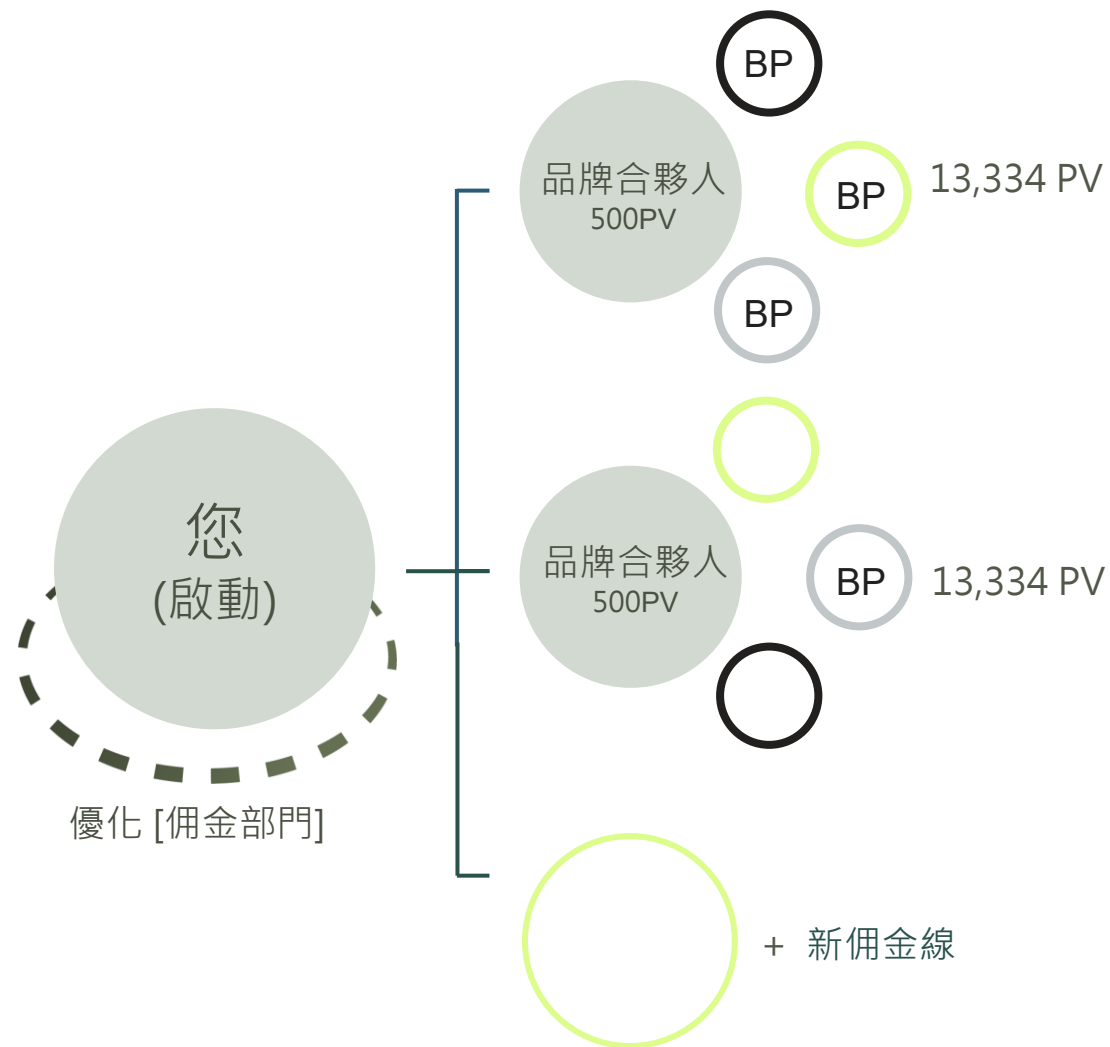 BP
品牌合夥人
500PV
BP
13,334 PV
BP
您
(啟動)
優化 [佣金部門]
品牌合夥人
500PV
BP
13,334 PV
+ 新佣金線